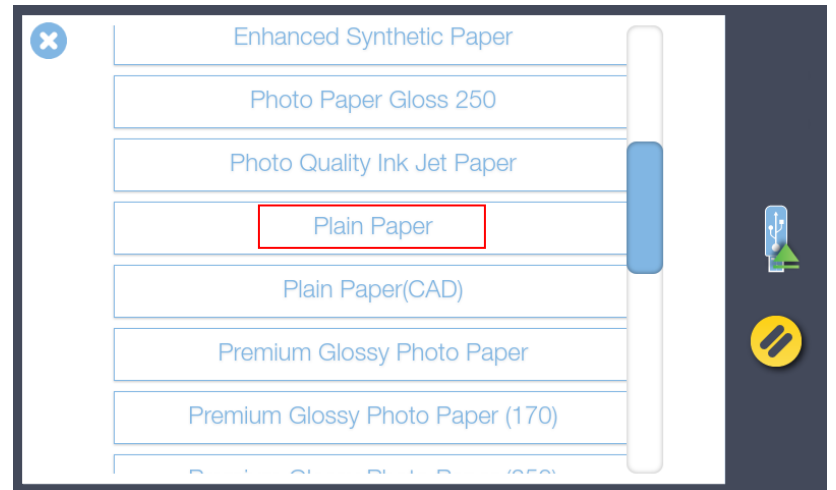 Enhanced Synthetic Paper
Photo Paper Gloss 250
Photo Quality Ink Jet Paper
Plain Paper
Plain Paper(CAD)
Premium Glossy Photo Paper
Premium Glossy Photo Paper (170)